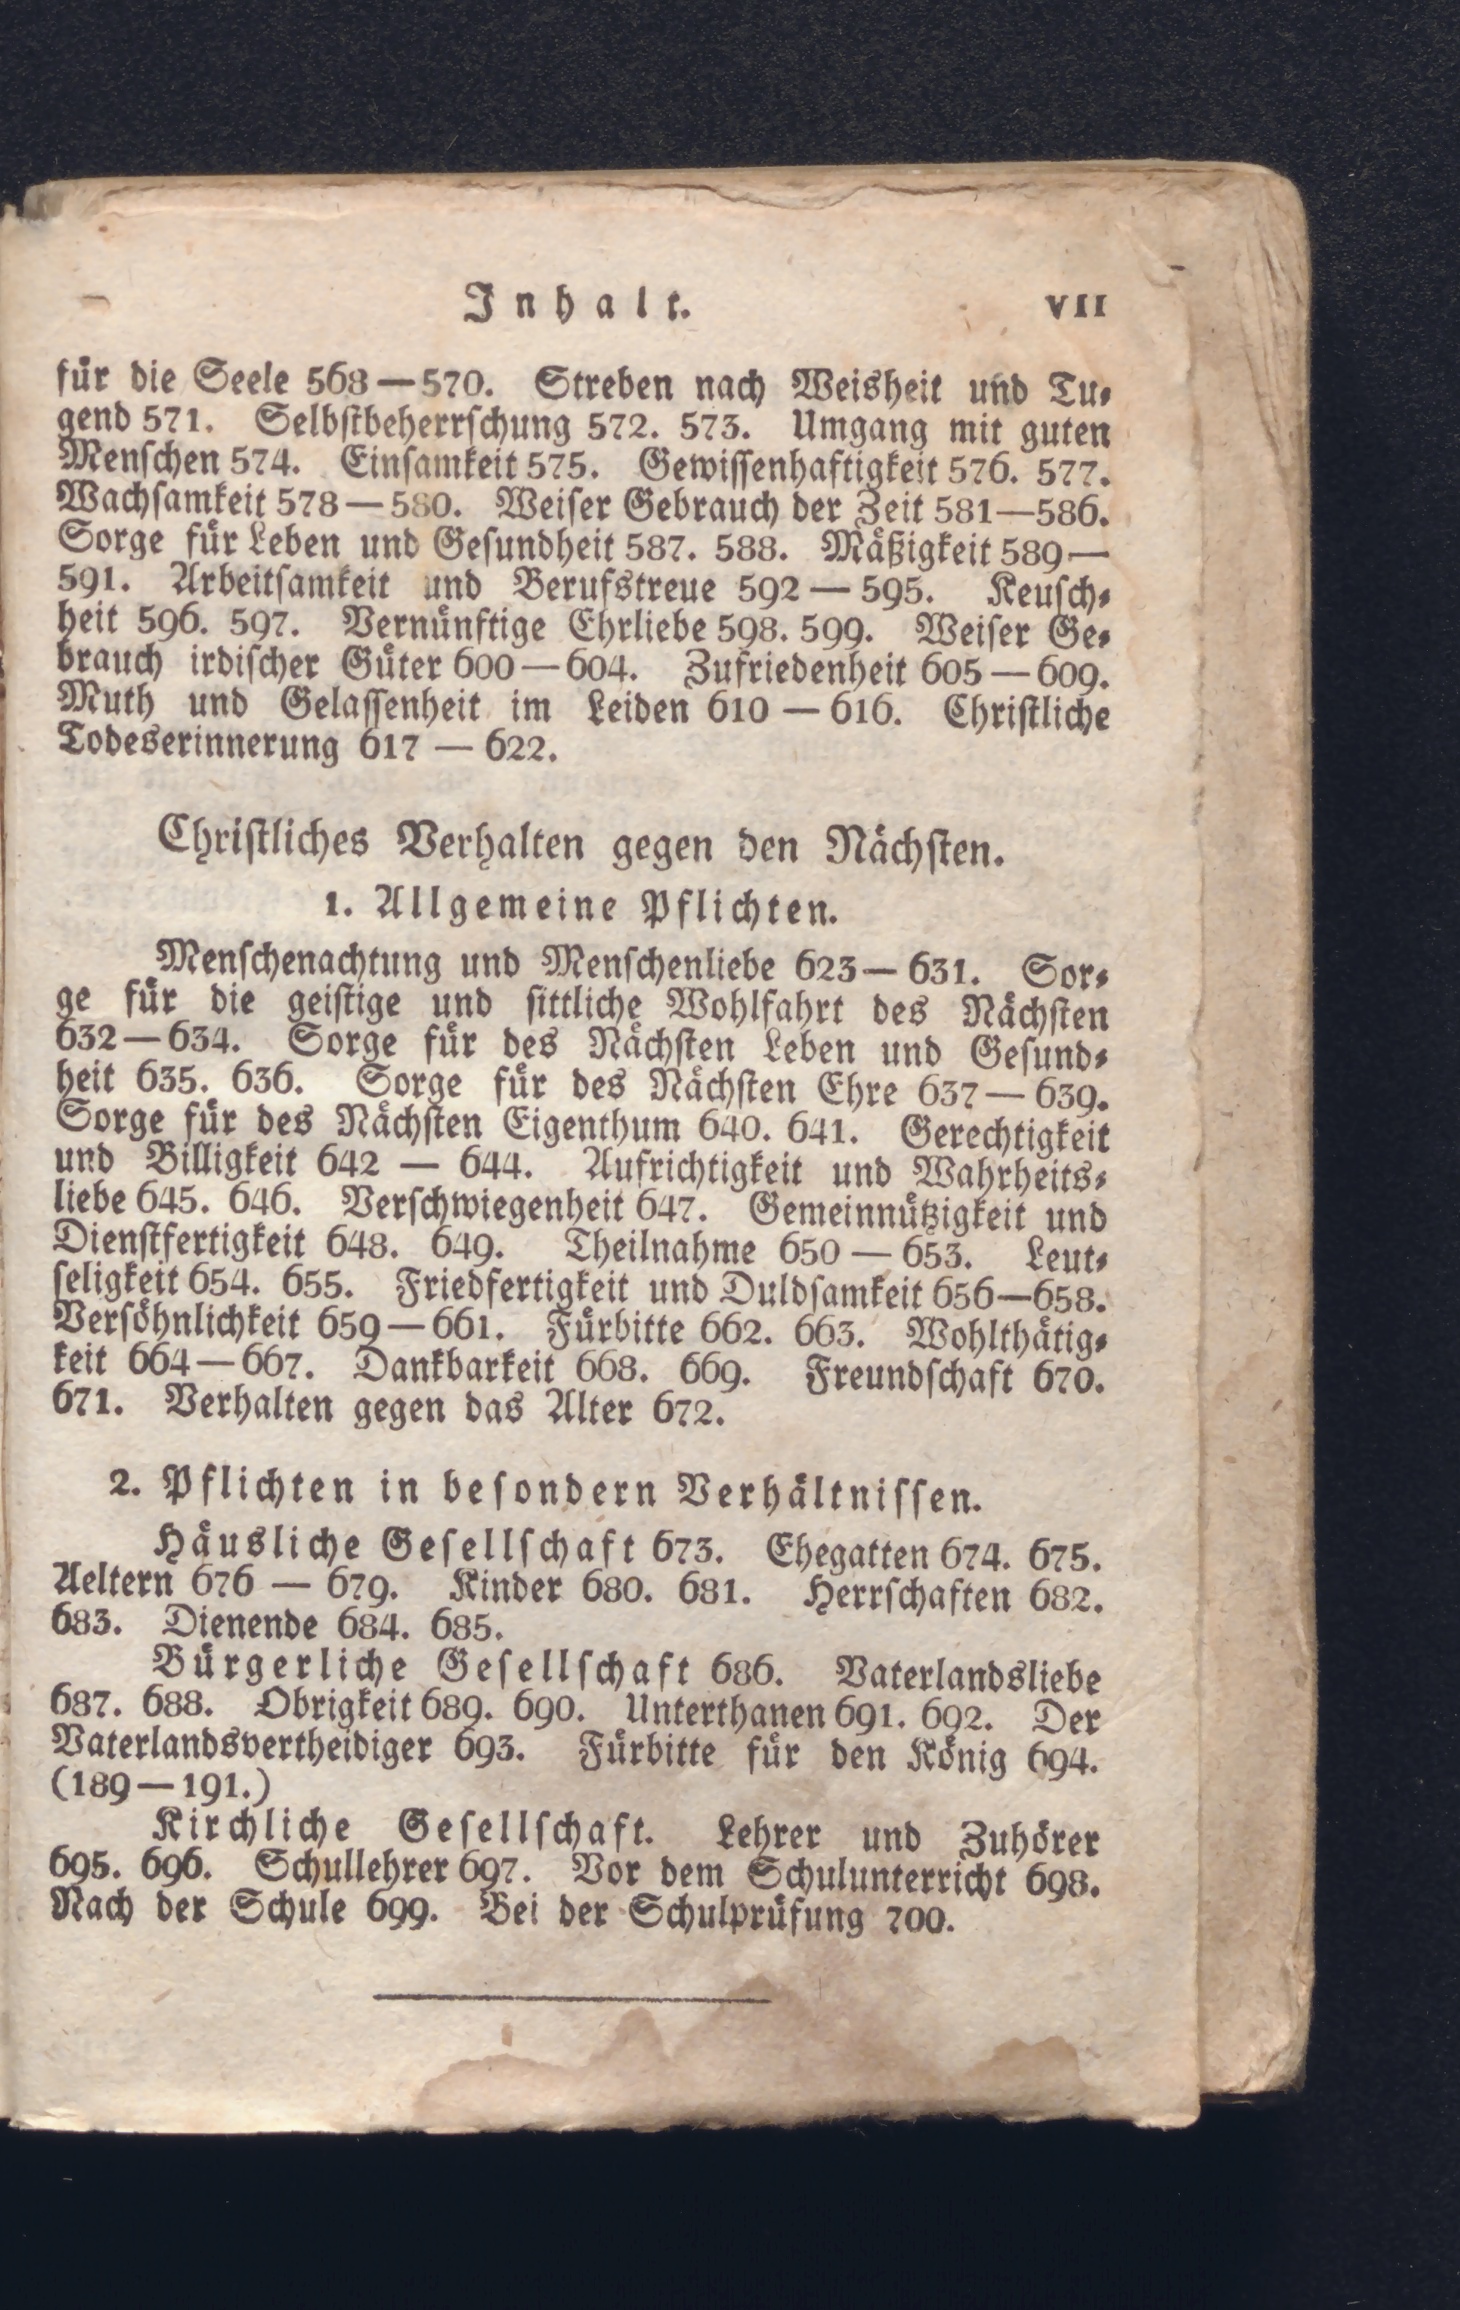 Inhalt. VII
für die Seele 568—570. Streben nach Weisheit und Tu-
gend 571. Selbstbeherrschung 572. 573. Umgang mit guten
Menschen 574. Einsamkeit 575. Gewissenhaftigkeit 576. 577.
Wachsamkeit 578—580. Weiser Gebrauch der Zeit 581—586.
Sorge für Leben und Gesundheit 587. 588. Mäßigkeit 589—
591. Arbeitsamkeit und Berufstreue 592—595. Keusch-
heit 596. 597. Vernünftige Ehrliebe 598. 599. Weiser Ge-
brauch irdischer Güter 600—604. Zufriedenheit 605—609.
Muth und Gelassenheit im Leiden 610—616. Christliche
Todeserinnerung 617—622.
Christliches Verhalten gegen den Nächsten.
1. Allgemeine Pflichten.
Menschenachtung und Menschenliebe 623—631. Sor-
ge für die geistige und sittliche Wohlfahrt des Nächsten
632—634. Sorge für des Nächsten Leben und Gesund-
heit 635. 636. Sorge für des Nächsten Ehre 637—639.
Sorge für des Nächsten Eigenthum 640. 641. Gerechtigkeit
und Billigkeit 642—644. Aufrichtigkeit und Wahrheits-
liebe 645. 646. Verschwiegenheit 647. Gemeinnützigkeit und
Dienstfertigkeit 648. 649. Theilnahme 650—653. Leut-
seligkeit 654. 655. Friedfertigkeit und Duldsamkeit 656—658.
Versöhnlichkeit 659—661. Fürbitte 662. 663. Wohlthätig-
keit 664—667. Dankbarkeit 668. 669. Freundschaft 670.
671. Verhalten gegen das Alter 672.
2. Pflichten in besondern Verhältnissen.
Häusliche Gesellschaft 673. Ehegatten 674. 675.
Aeltern 676—679. Kinder 680. 681. Herrschaften 682.
683. Dienende 684. 685.
Bürgerliche Gesellschaft 686. Vaterlandsliebe
687. 688. Obrigkeit 689. 690. Unterthanen 691. 692. Der
Vaterlandsvertheidiger 693. Fürbitte für den König 694.
(189—191.)
Kirchliche Gesellschaft. Lehrer und Zuhörer
695. 696. Schullehrer 697. Vor dem Schulunterricht 698.
Nach der Schule 699. Bei der Schulprüfung 700.